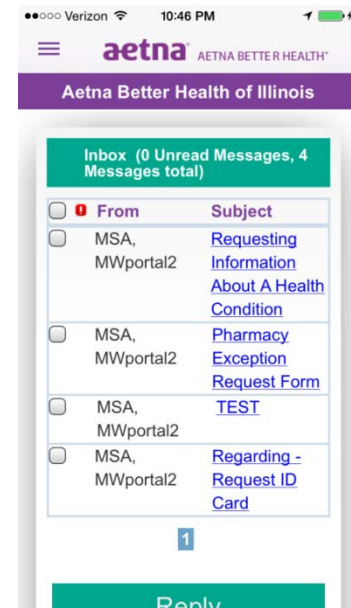 Verizon 10:46 PM
aetna AETNA BETTER HEALTH®
Aetna Better Health of Illinois
Inbox (0 Unread Messages, 4
Messages total)
From Subject
MSA, Requesting
MWportal2 Information
About A Health
Condition
MSA, Pharmacy
MWportal2 Exception
Request Form
MSA, TEST
MWportal2
MSA, Regarding -
MWportal2 Request ID
Card
1
Reply